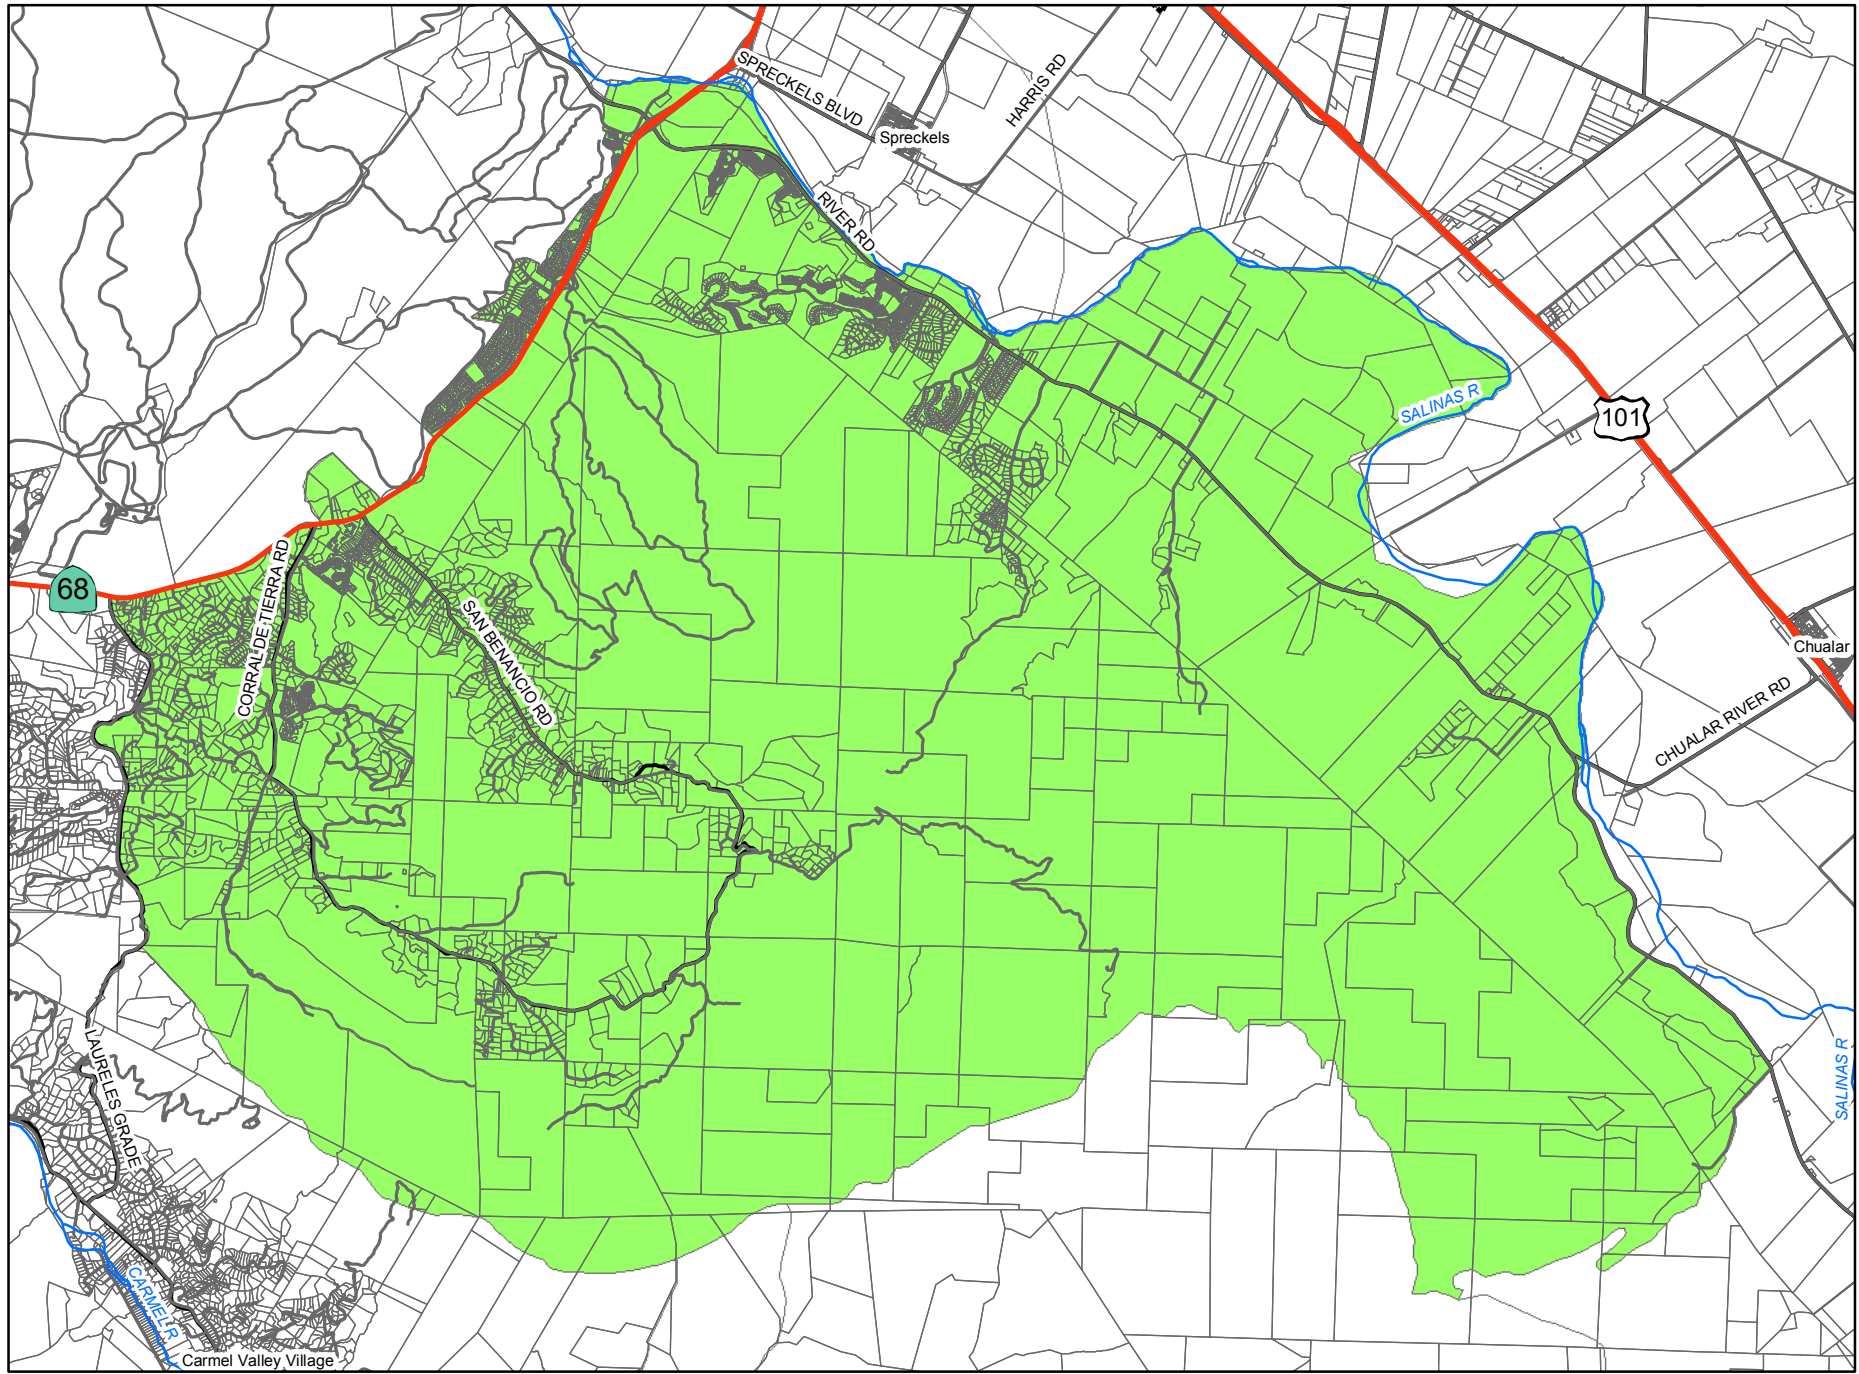 SPRECKELS BLVD
HARRIS RD
Spreckels
RIVER RD
SALINAS R
101
68
CORRAL DE TIERRA RD
SAN BENANCIO RD
Chualar
CHUALAR RIVER RD
LAURELES GRADE
SALINAS R
CARMEL R
Carmel Valley Village